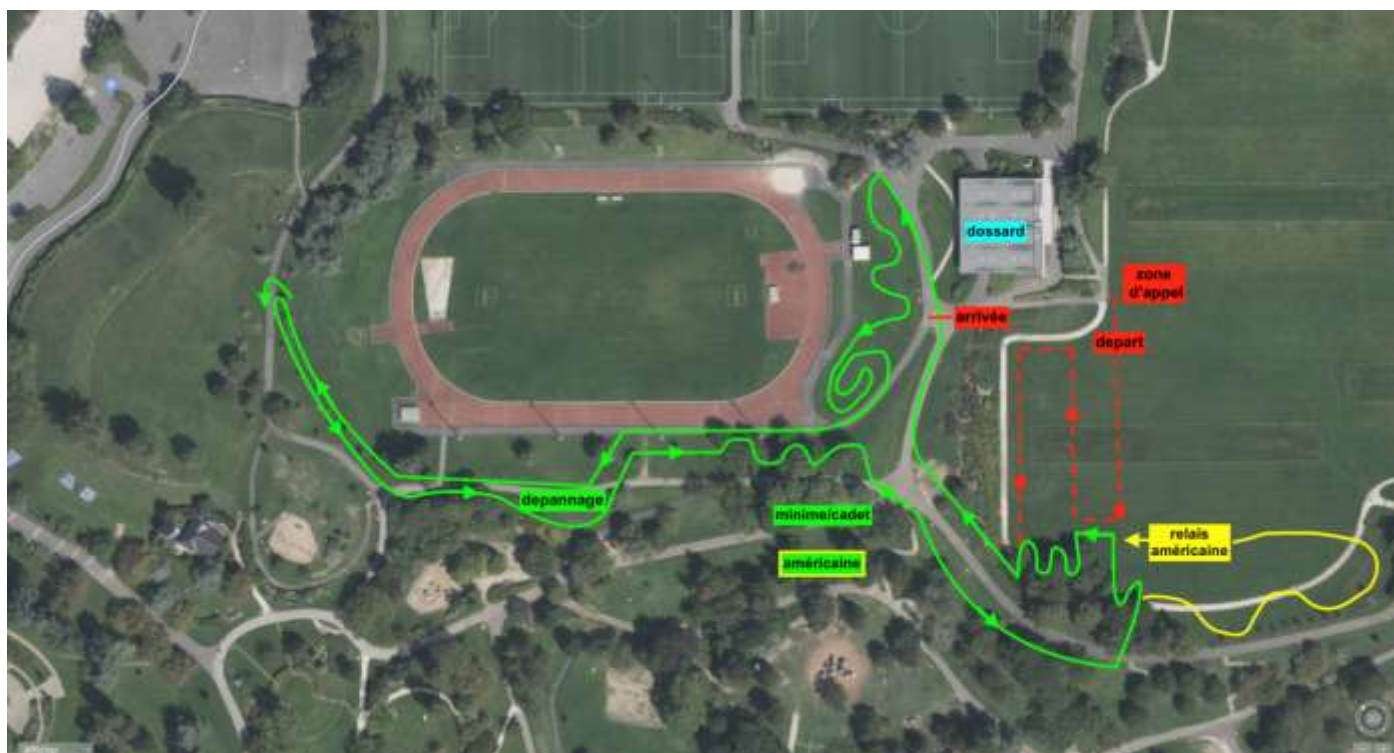 dossard
zone
d'appel
arrivée
depart
depannage
minime/cadet
relais
américaine
américaine